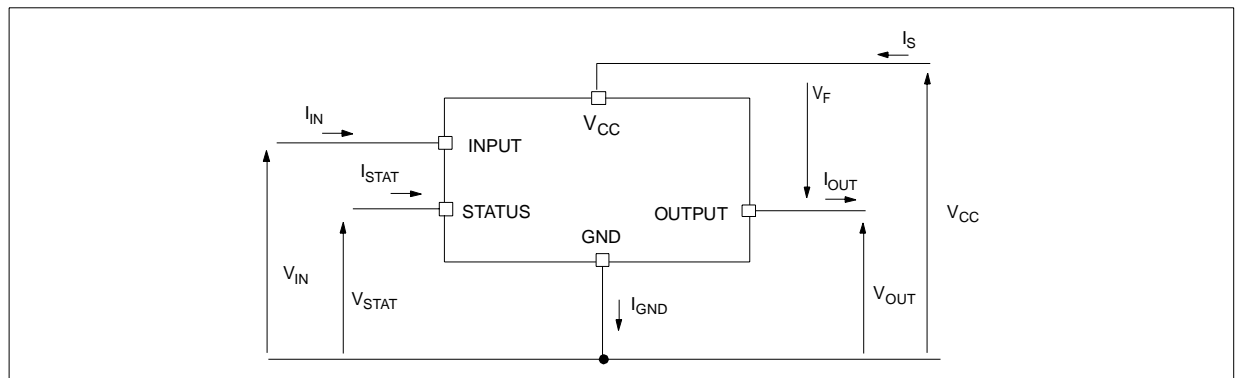 I_S
V_F
V_CC
I_IN
INPUT
I_STAT
I_OUT
STATUS
OUTPUT
V_CC
GND
V_IN
V_STAT
V_OUT
I_GND